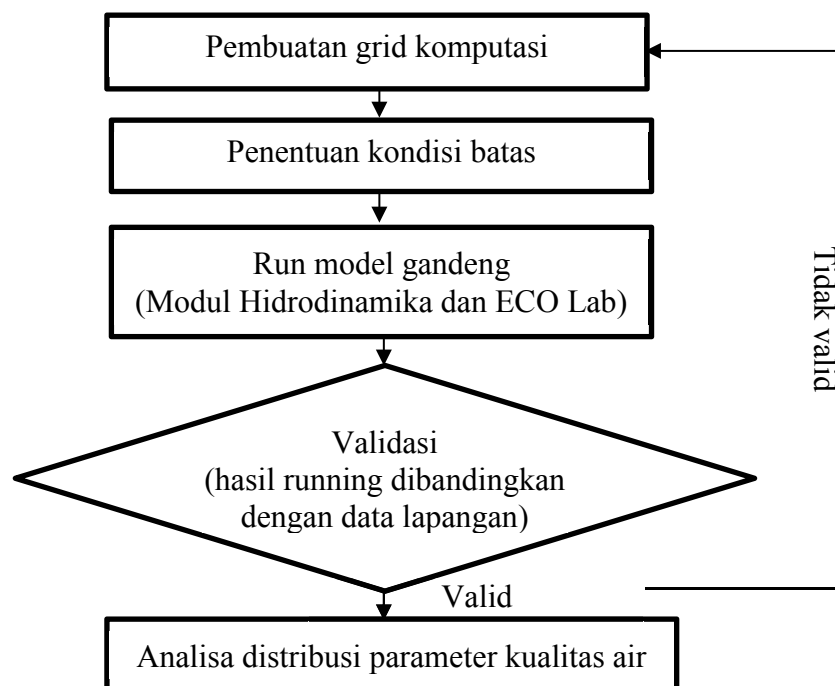 Pembuatan grid komputasi
Penentuan kondisi batas
Run model gandeng
(Modul Hidrodinamika dan ECO Lab)
Tidak valid
Validasi
(hasil running dibandingkan
dengan data lapangan)
Valid
Analisa distribusi parameter kualitas air